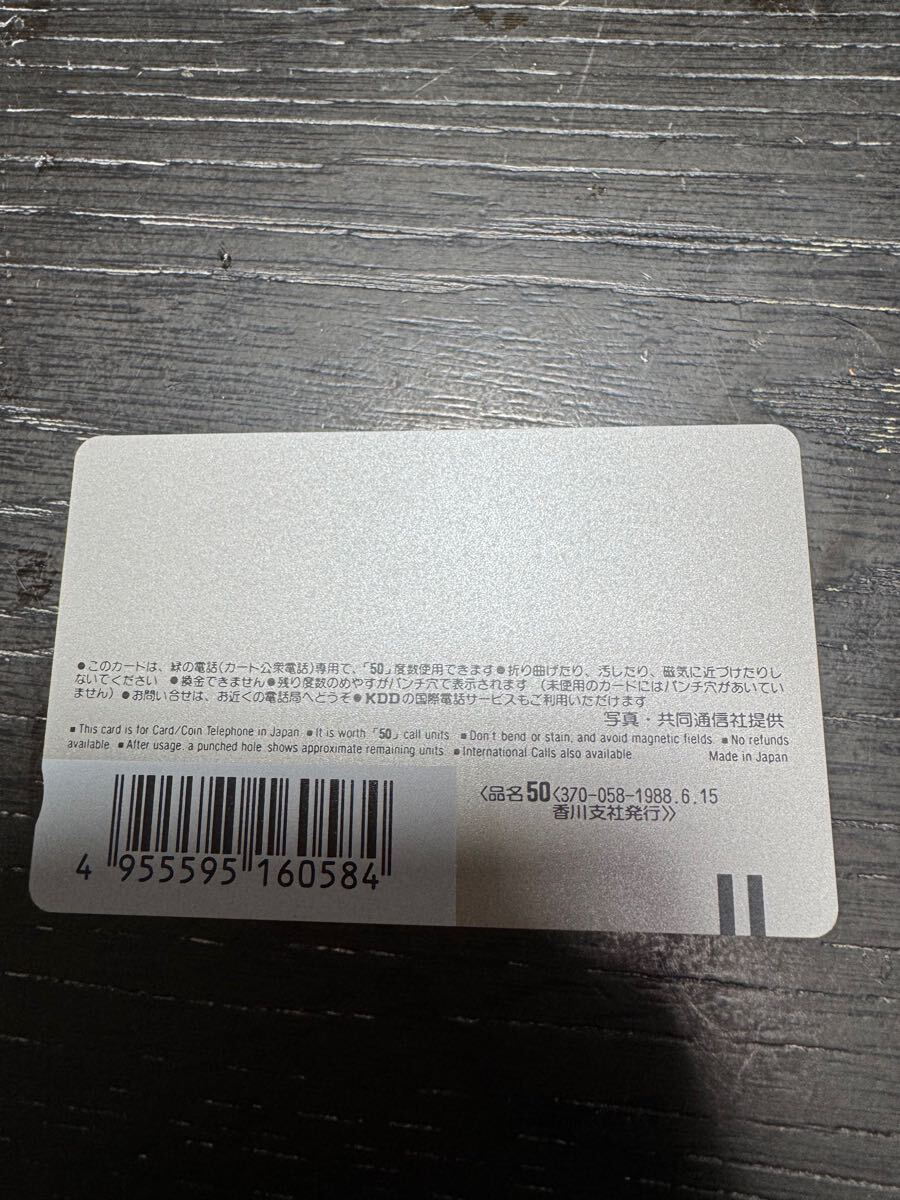 ●このカードは、緑の電話(カード公衆電話)専用で、「50」度数使用できます●折り曲げたり、汚したり、磁気に近づけたりし
ないでください ●換金できません●残り度数のめやすがパンチ穴で表示されます (未使用のカードにはパンチ穴があいてい
ません)●お問い合せは、お近くの電話局へどうぞ●KDDの国際電話サービスもご利用いただけます
写真・共同通信社提供
■This card is for Card/Coin Telephone in Japan ■It is worth「50」call units ■Don't bend or stain, and avoid magnetic fields ■No refunds
available ■After usage, a punched hole shows approximate remaining units ■International Calls also available Made in Japan
〈品名50〈370-058-1988.6.15
香川支社発行〉〉
4 955595 160584